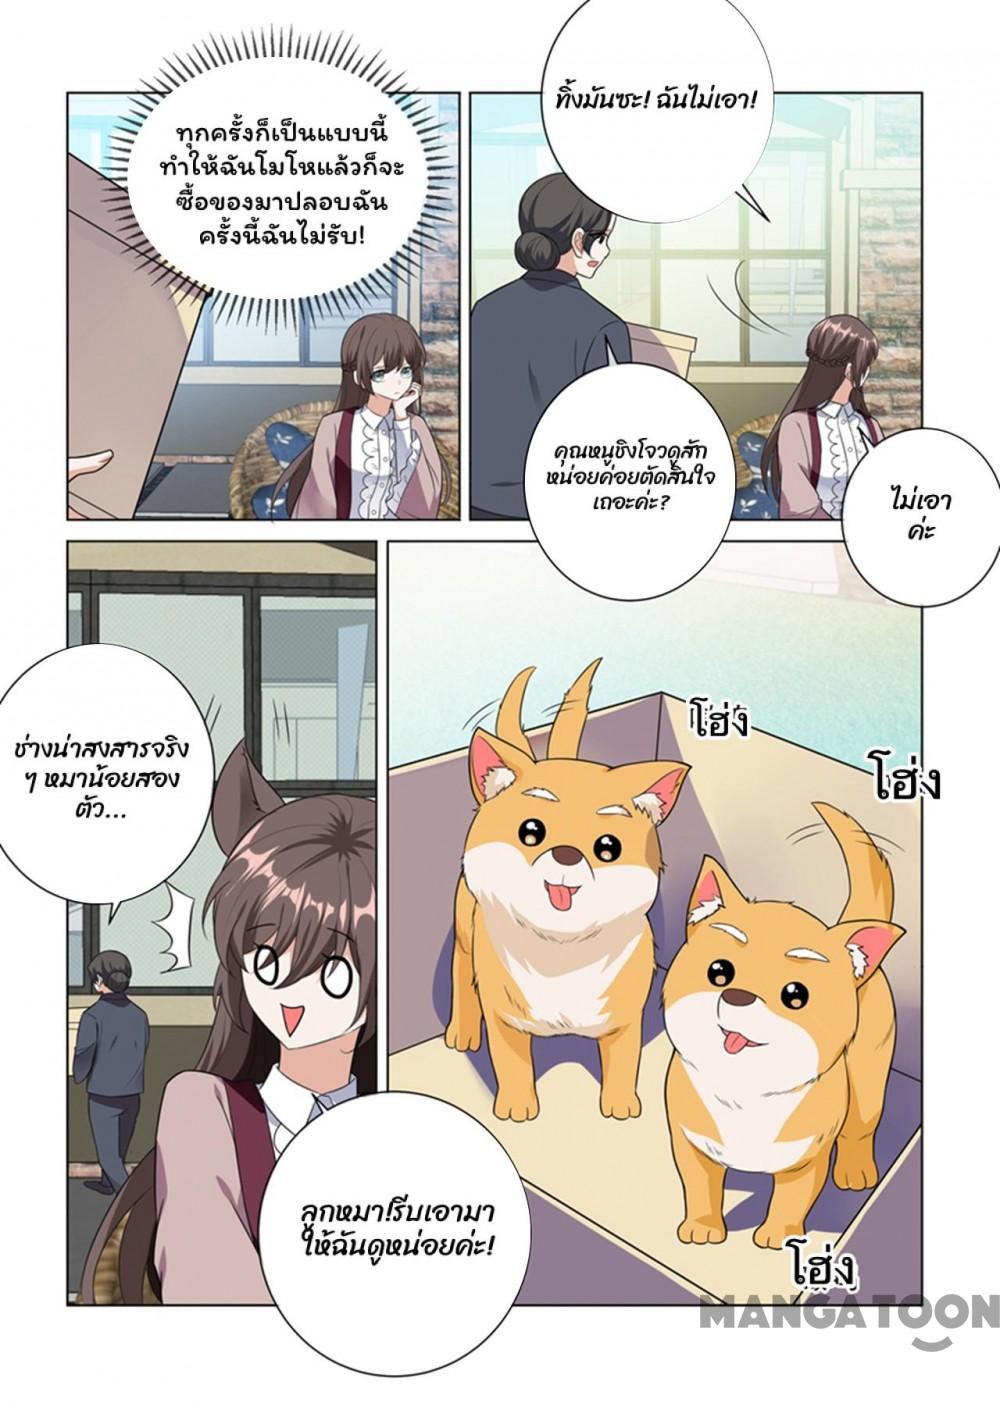 ทุกครั้งก็เป็นแบบนี้
ทำให้ฉันโมโหแล้วก็จะ
ซื้อของมาปลอบฉัน
ครั้งนี้ฉันไม่รับ!
ทิ้งมันซะ! ฉันไม่เอา!
คุณหนูชิงโจวดูสัก
หน่อยค่อยตัดสินใจ
เถอะค่ะ?
ไม่เอา
ค่ะ
ช่างน่าสงสารจริง
ๆ หมาน้อยสอง
ตัว...
โฮ่ง
โฮ่ง
ลูกหมา!รีบเอามา
ให้ฉันดูหน่อยค่ะ!
โฮ่ง
MANGATOON